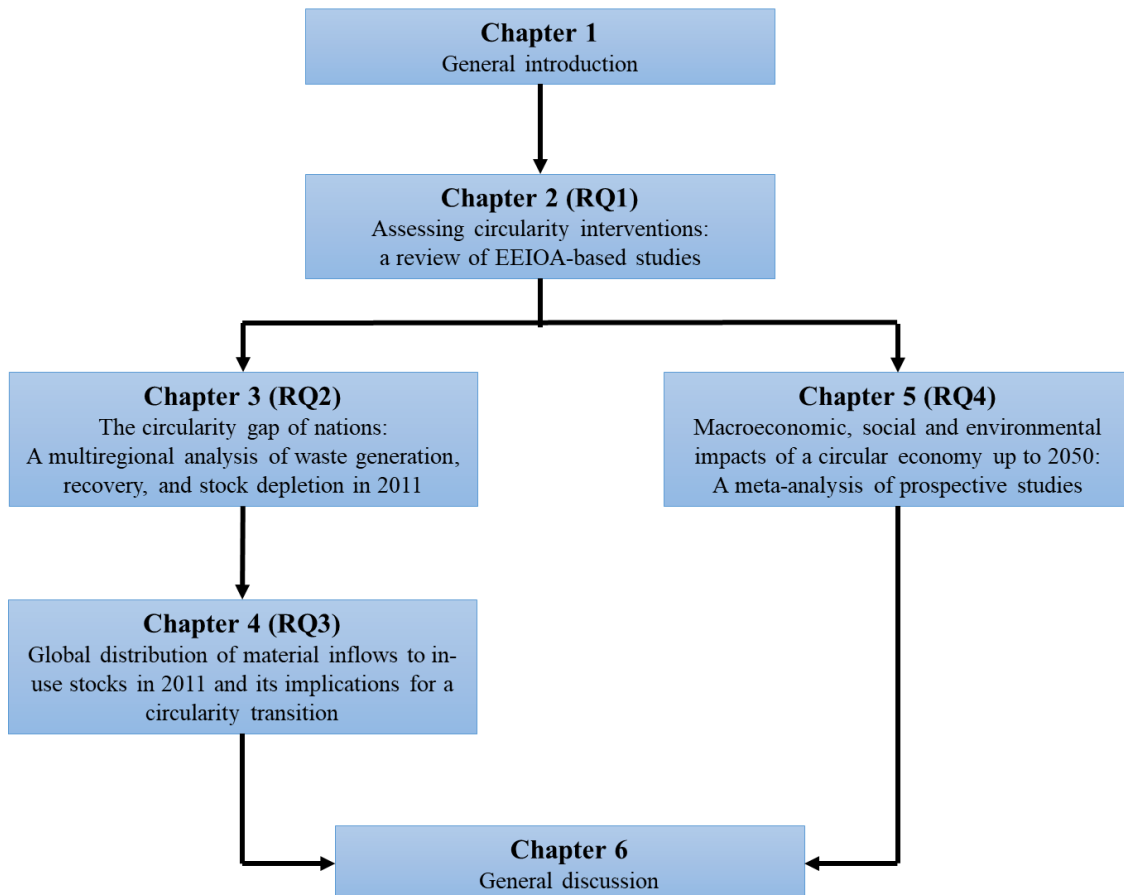 Chapter 1
General introduction
Chapter 2 (RQ1)
Assessing circularity interventions:
a review of EEIOA-based studies
Chapter 3 (RQ2)
The circularity gap of nations:
A multiregional analysis of waste generation,
recovery, and stock depletion in 2011
Chapter 5 (RQ4)
Macroeconomic, social and environmental
impacts of a circular economy up to 2050:
A meta-analysis of prospective studies
Chapter 4 (RQ3)
Global distribution of material inflows to in-
use stocks in 2011 and its implications for a
circularity transition
Chapter 6
General discussion